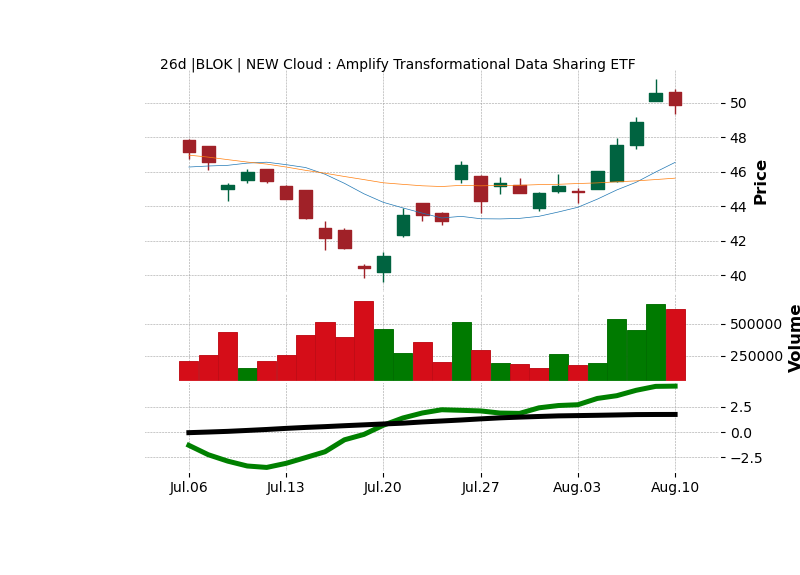 26d |BLOK | NEW Cloud : Amplify Transformational Data Sharing ETF
50
48
46
44
42
40
Price
500000
250000
Volume
2.5
0.0
−2.5
Jul.06 Jul.13 Jul.20 Jul.27 Aug.03 Aug.10